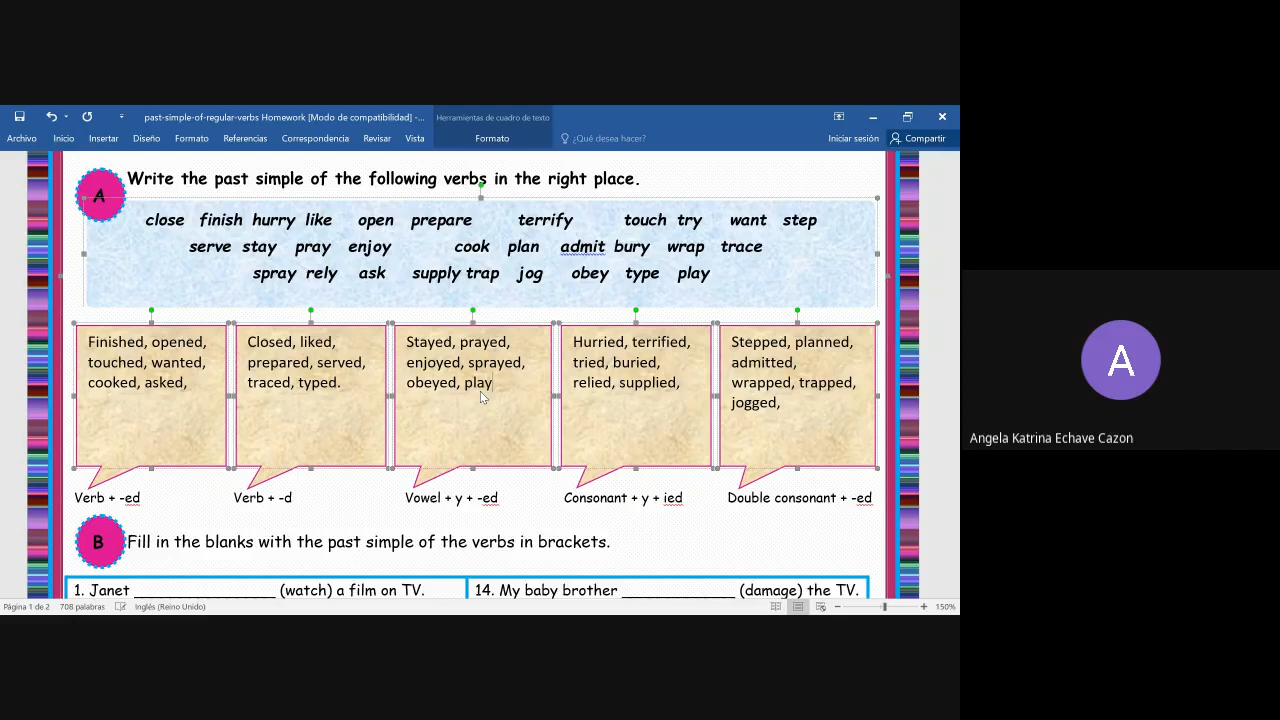 past-simple-of-regular-verbs Homework [Modo de compatibilidad] -...
Herramientas de cuadro de texto
Archivo Inicio Insertar Diseño Formato Referencias Correspondencia Revisar Vista Formato ¿Qué desea hacer? Iniciar sesión Compartir
A Write the past simple of the following verbs in the right place.
close finish hurry like open prepare terrify touch try want step
serve stay pray enjoy cook plan admit bury wrap trace
spray rely ask supply trap jog obey type play
Finished, opened,
touched, wanted,
cooked, asked,
Closed, liked,
prepared, served,
traced, typed.
Stayed, prayed,
enjoyed, sprayed,
obeyed, play
Hurried, terrified,
tried, buried,
relied, supplied,
Stepped, planned,
admitted,
wrapped, trapped,
jogged,
Verb + -ed
Verb + -d
Vowel + y + -ed
Consonant + y + ied
Double consonant + -ed
B Fill in the blanks with the past simple of the verbs in brackets.
1. Janet ________________ (watch) a film on TV.
14. My baby brother _____________ (damage) the TV.
Página 1 de 2 708 palabras Inglés (Reino Unido) 150%
A
Angela Katrina Echave Cazon